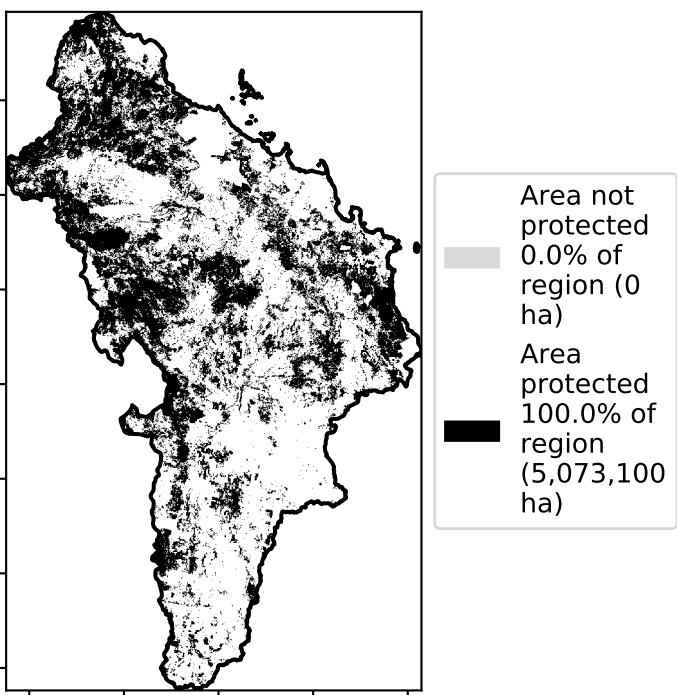 Area not
protected
0.0% of
region (0
ha)
Area
protected
100.0% of
region
(5,073,100
ha)